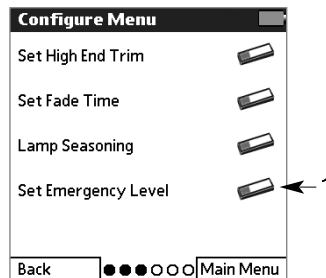 Configure Menu
Set High End Trim
Set Fade Time
Lamp Seasoning
Set Emergency Level
Back Main Menu